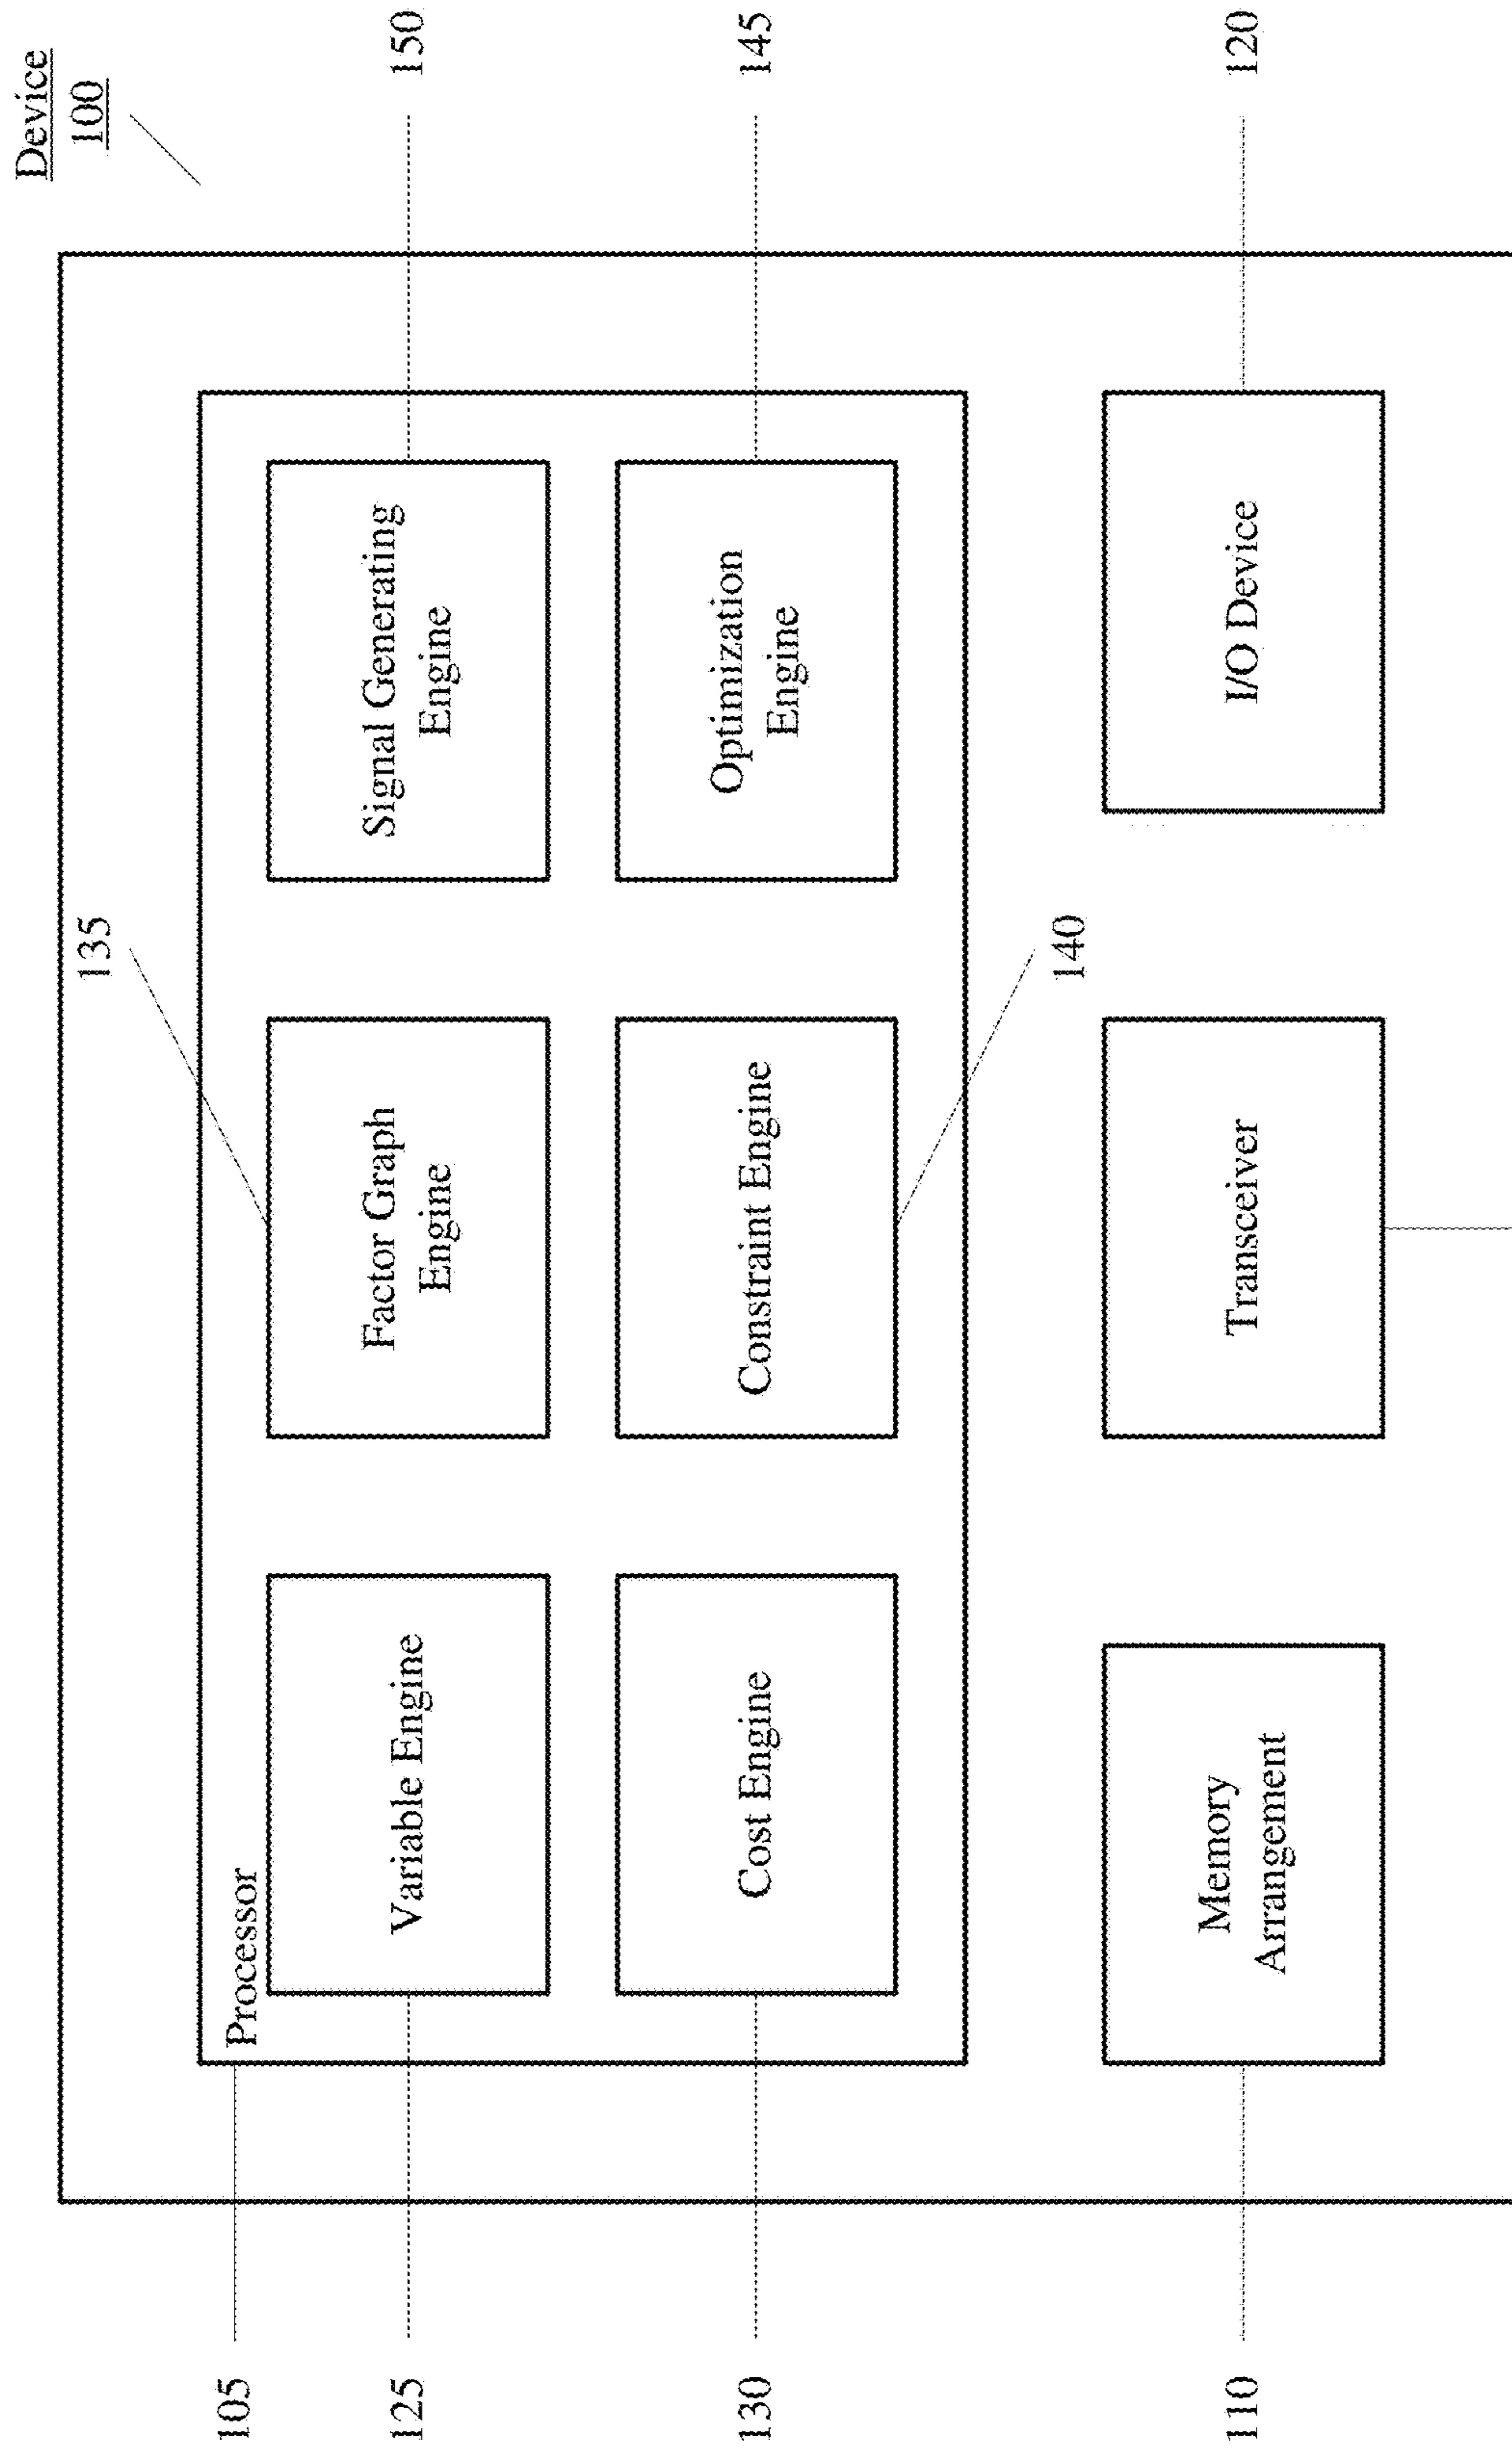 Device
100
135
105
Processor
125
Variable Engine
Factor Graph
Engine
Signal Generating
Engine
150
130
Cost Engine
Constraint Engine
Optimization
Engine
145
140
110
Memory
Arrangement
Transceiver
I/O Device
120